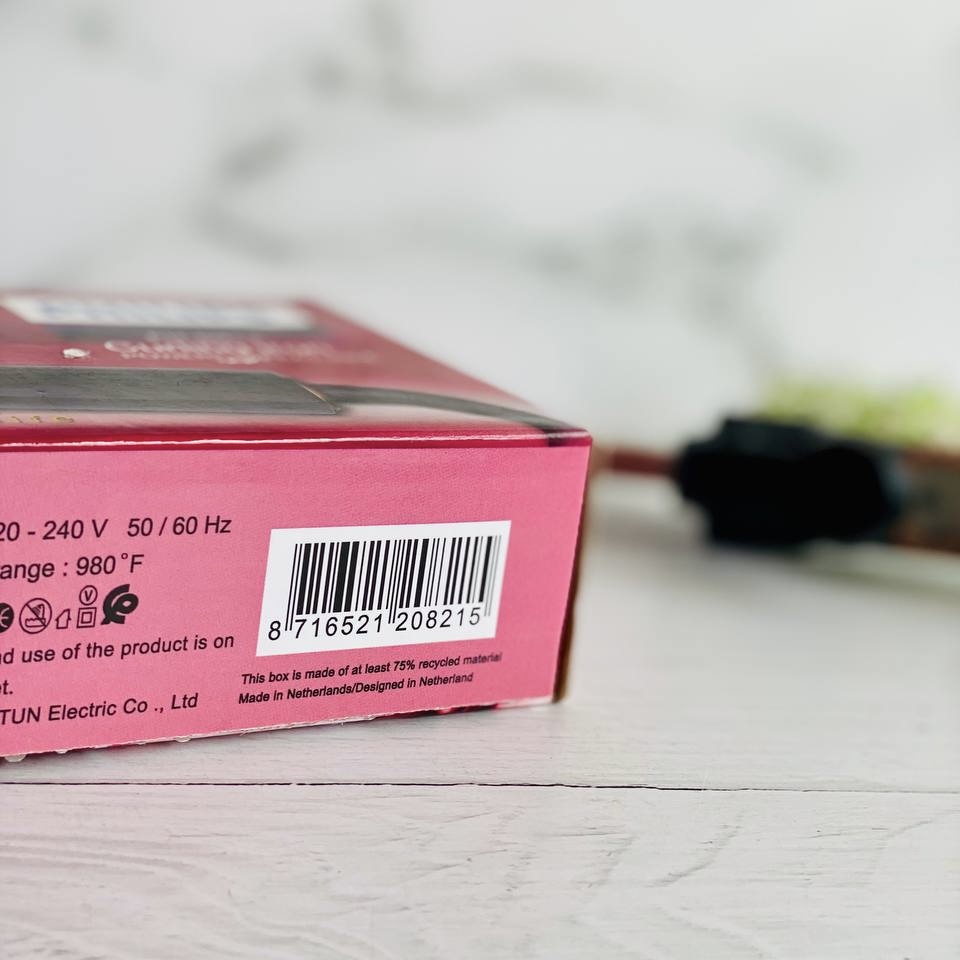 20 - 240 V 50 / 60 Hz
ange : 980 °F
8 716521 208215
d use of the product is on
t.
TUN Electric Co ., Ltd
This box is made of at least 75% recycled material
Made in Netherlands/Designed in Netherland